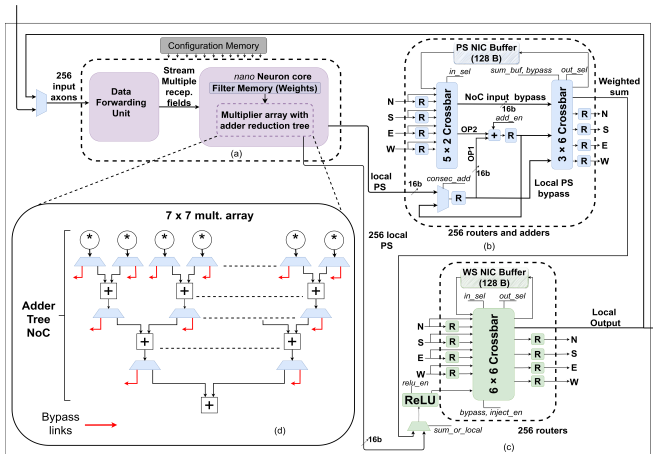 Configuration Memory
256
input
axons
Data
Forwarding
Unit
Stream
Multiple
recep.
fields
nano Neuron core
Filter Memory (Weights)
Multiplier array with
adder reduction tree
(a)
local
PS
16b
256 local
PS
PS NIC Buffer
(128 B)
in_sel
sum_buf, bypass
out_sel
Weighted
sum
N
S
E
W
R
R
R
R
5 × 2 Crossbar
NoC input bypass
16b
add_en
OP2
+
R
OP1
16b
consec_add
R
Local PS
bypass
3 × 6 Crossbar
R
R
R
R
N
S
E
W
(b)
256 routers and adders
7 x 7 mult. array
* * * * * *
+ + +
+ +
+
Adder
Tree
NoC
Bypass
links
(d)
WS NIC Buffer
(128 B)
in_sel
out_sel
N
S
E
W
R
R
R
R
6 × 6 Crossbar
R
R
R
R
N
S
E
W
Local
Output
relu_en
ReLU
bypass, inject_en
256 routers
sum_or_local
16b
(c)